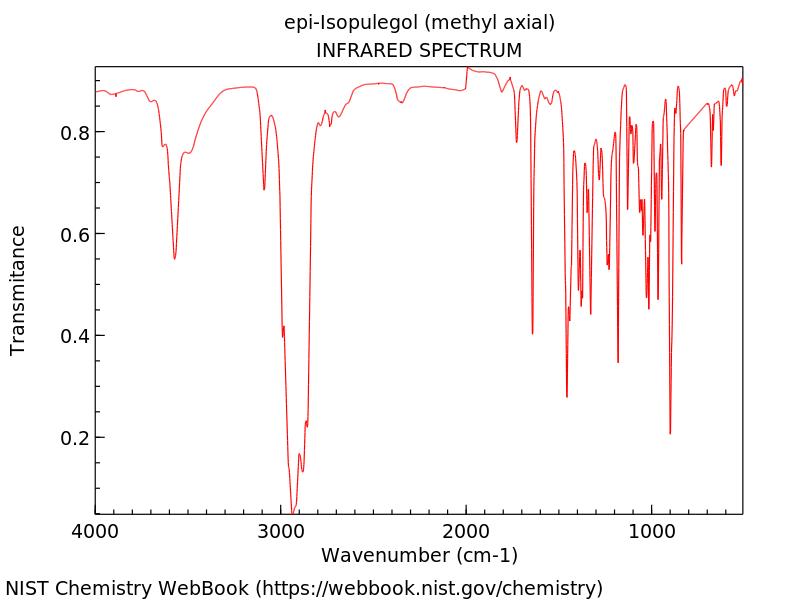 epi-Isopulegol (methyl axial)
INFRARED SPECTRUM
Transmitance
0.8
0.6
0.4
0.2
4000 3000 2000 1000
Wavenumber (cm-1)
NIST Chemistry WebBook (https://webbook.nist.gov/chemistry)